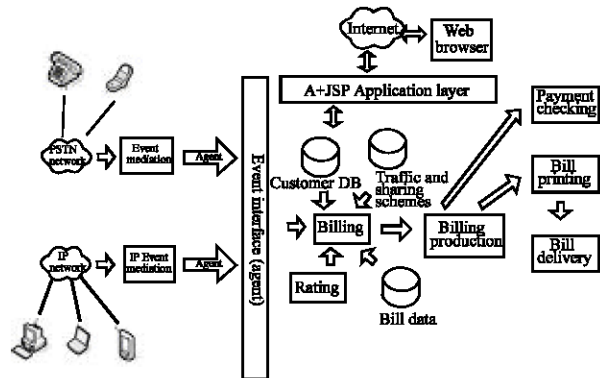 Internet
Web
browser
A+JSP Application layer
Payment
checking
PSTN
network
Event
mediation
Agent
Event interface (agent)
Customer DB
Traffic and
sharing
schemes
Bill
printing
Billing
Billing
production
Bill
delivery
IP
network
IP Event
mediation
Agent
Rating
Bill data